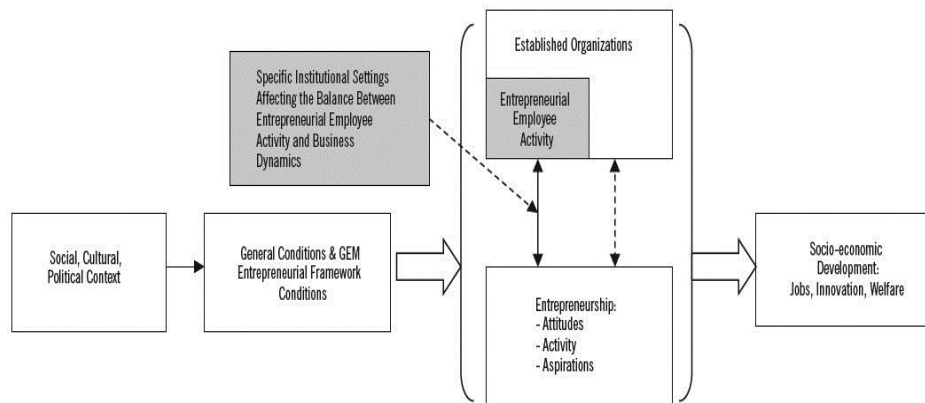 Established Organizations
Specific Institutional Settings
Affecting the Balance Between
Entrepreneurial Employee
Activity and Business
Dynamics
Entrepreneurial
Employee
Activity
Social, Cultural,
Political Context
General Conditions & GEM
Entrepreneurial Framework
Conditions
Socio-economic
Development:
Jobs, Innovation, Welfare
Entrepreneurship:
- Attitudes
- Activity
- Aspirations